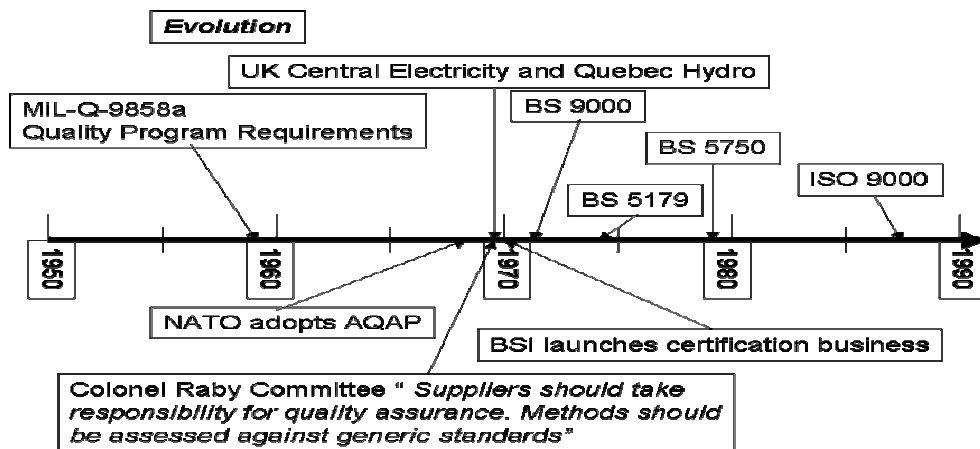 Evolution
UK Central Electricity and Quebec Hydro
MIL-Q-9858a
Quality Program Requirements
BS 9000
BS 5750
BS 5179
ISO 9000
1950
1960
1970
1980
1990
NATO adopts AQAP
BSI launches certification business
Colonel Raby Committee “ Suppliers should take
responsibility for quality assurance. Methods should
be assessed against generic standards”